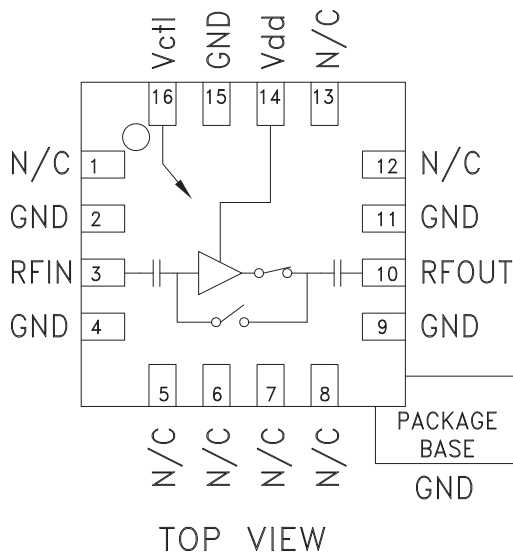 Vctl
GND
Vdd
N/C
16
15
14
13
N/C 1
12 N/C
GND 2
11 GND
RFIN 3
10 RFOUT
GND 4
9 GND
5
6
7
8
N/C
N/C
N/C
N/C
PACKAGE
BASE
GND
TOP VIEW